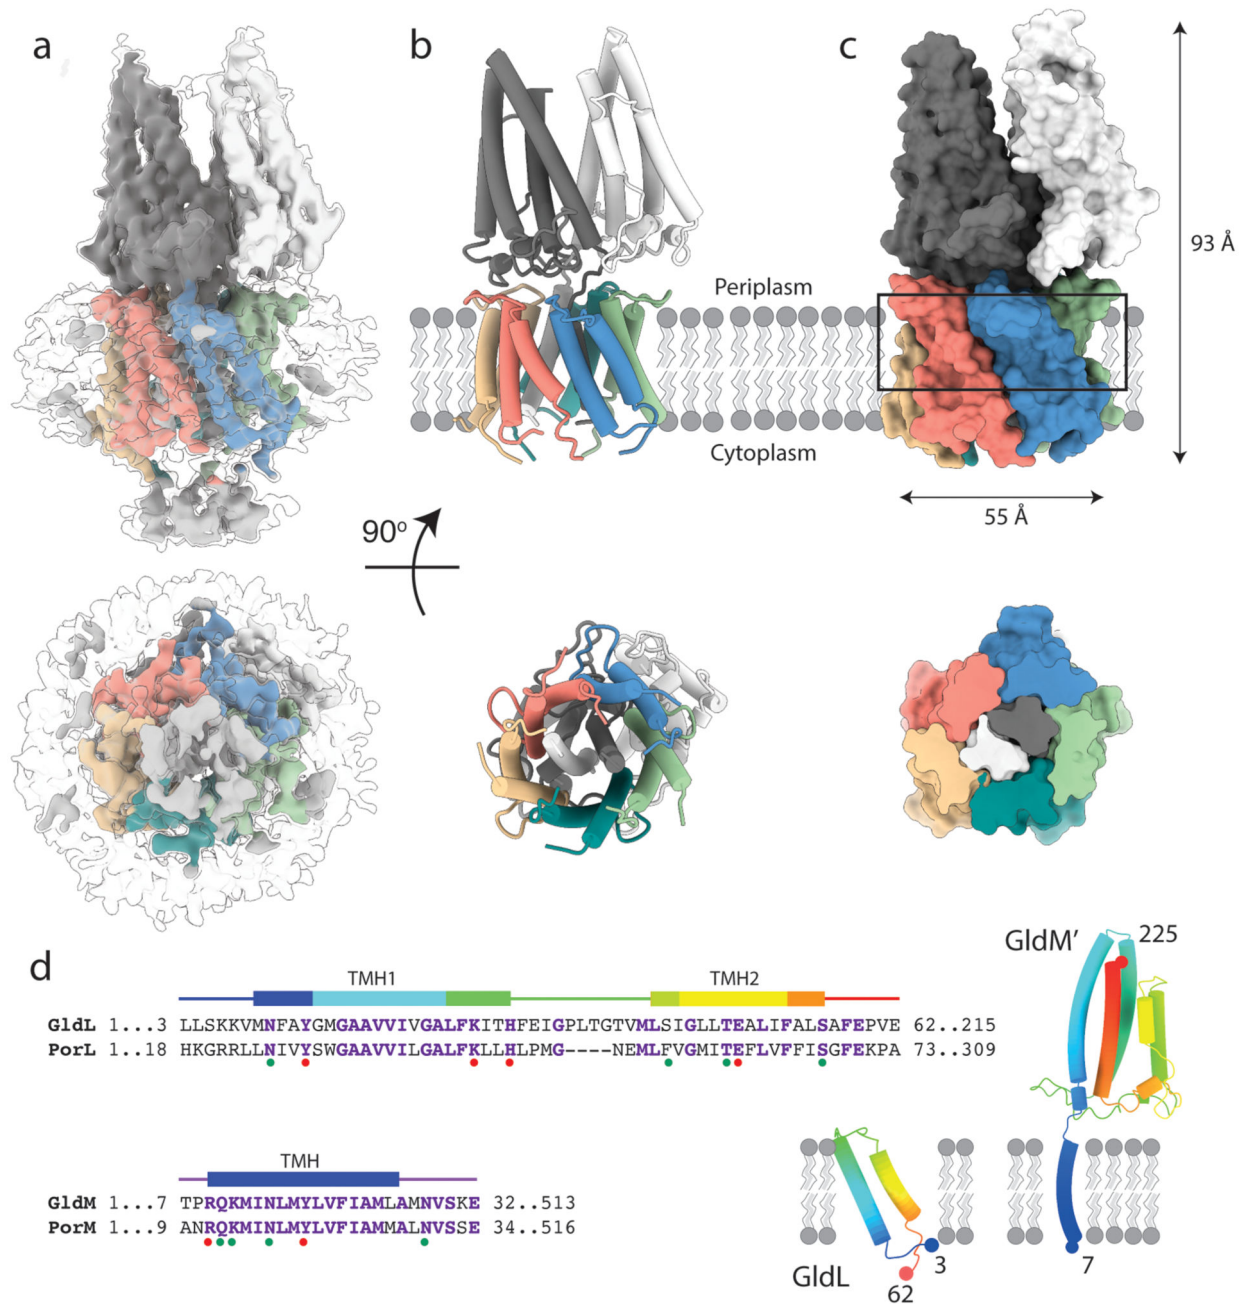 a
b
c
93 Å
Periplasm
Cytoplasm
55 Å
90°
d
TMH1
TMH2
GldL 1...3 LLSKKVMNFAYGMGAAVVIVGALFKITHFEIGPLTGTVMLSIGLLTEALIFALSAFEPVE 62..215
PorL 1..18 HKGRRLLNIVYSWGAAVVILGALFKLLHLPMG----NEMLFVGMITEFLVFFISGFEKPA 73..309
TMH
GldM 1...7 TPRQKMINLMYLVFIAMLAMNVSKE 32..513
PorM 1...9 ANRQKMINLMYLVFIAMMALNVSSE 34..516
GldM′
225
GldL
3
62
7